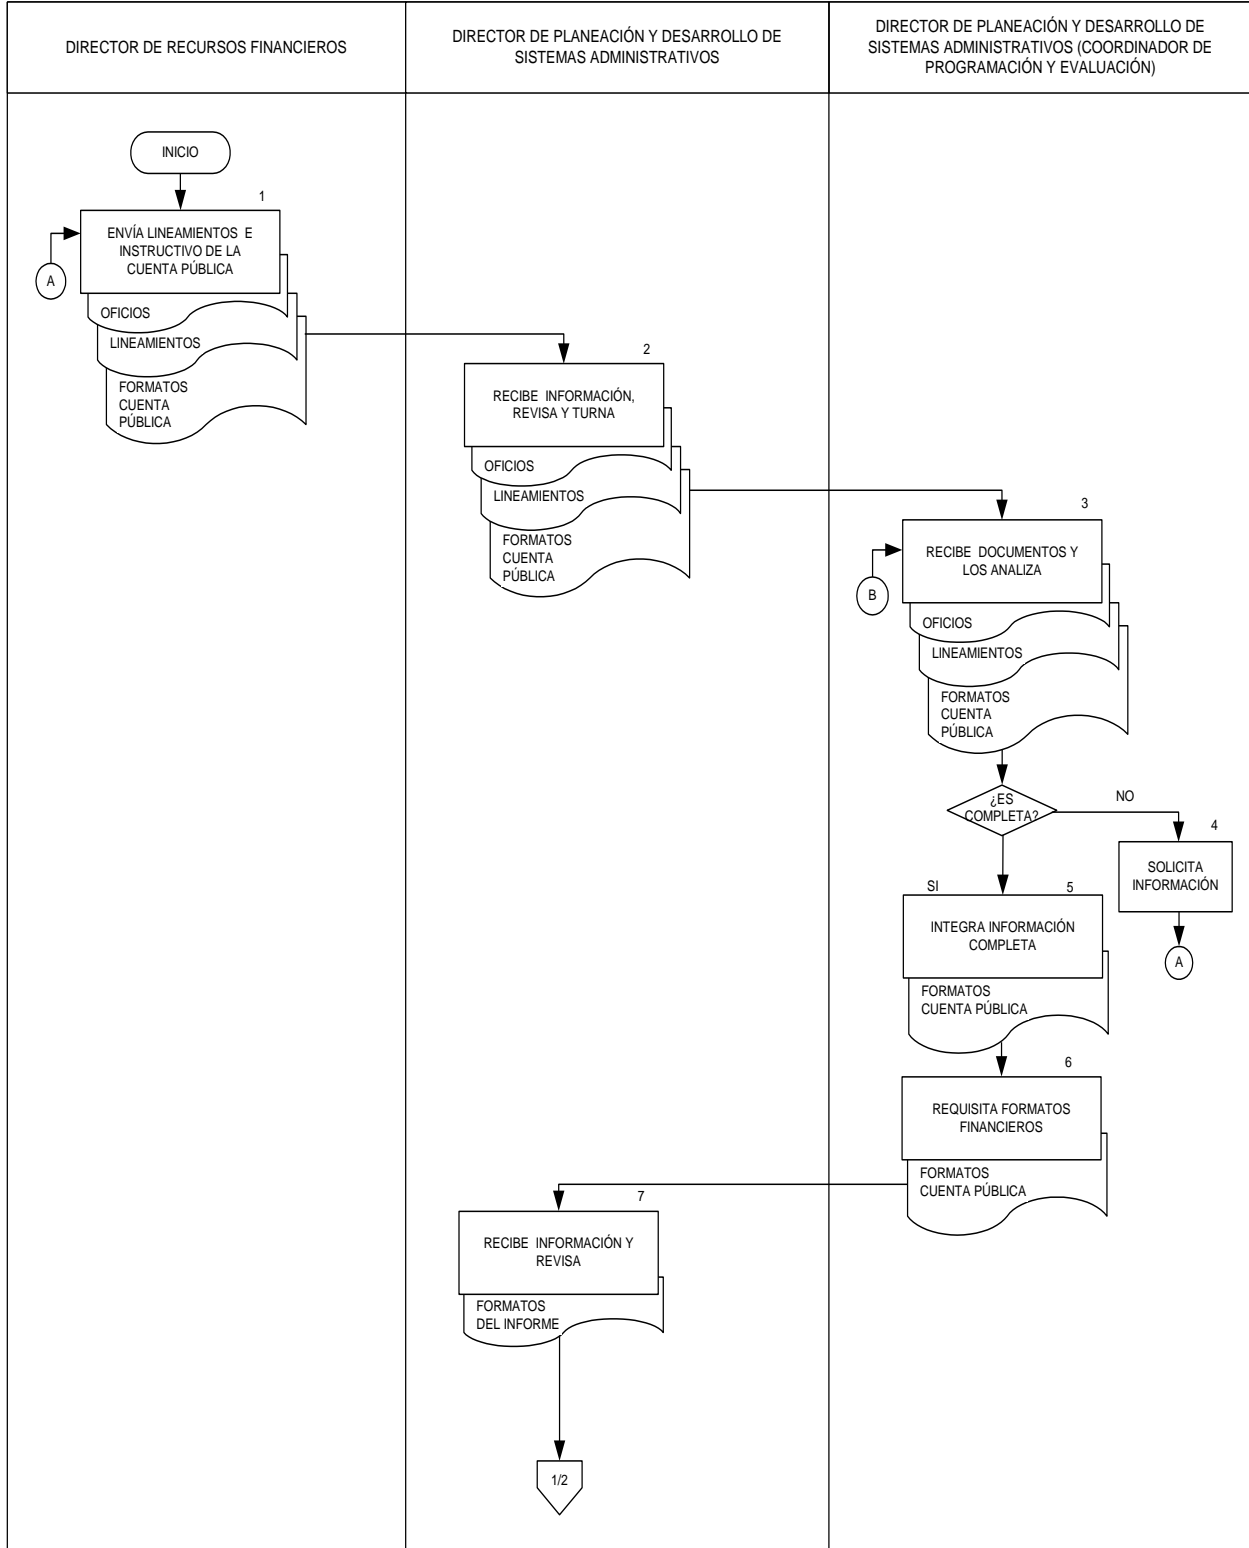 DIRECTOR DE RECURSOS FINANCIEROS
DIRECTOR DE PLANEACIÓN Y DESARROLLO DE
SISTEMAS ADMINISTRATIVOS
DIRECTOR DE PLANEACIÓN Y DESARROLLO DE
SISTEMAS ADMINISTRATIVOS (COORDINADOR DE
PROGRAMACIÓN Y EVALUACIÓN)
INICIO
1
ENVÍA LINEAMIENTOS E
INSTRUCTIVO DE LA
CUENTA PÚBLICA
A
OFICIOS
LINEAMIENTOS
FORMATOS
CUENTA
PÚBLICA
2
RECIBE INFORMACIÓN,
REVISA Y TURNA
OFICIOS
LINEAMIENTOS
FORMATOS
CUENTA
PÚBLICA
3
RECIBE DOCUMENTOS Y
LOS ANALIZA
B
OFICIOS
LINEAMIENTOS
FORMATOS
CUENTA
PÚBLICA
¿ES
COMPLETA?
NO
4
SOLICITA
INFORMACIÓN
A
SI
5
INTEGRA INFORMACIÓN
COMPLETA
FORMATOS
CUENTA PÚBLICA
6
REQUISITA FORMATOS
FINANCIEROS
FORMATOS
CUENTA PÚBLICA
7
RECIBE INFORMACIÓN Y
REVISA
FORMATOS
DEL INFORME
1/2